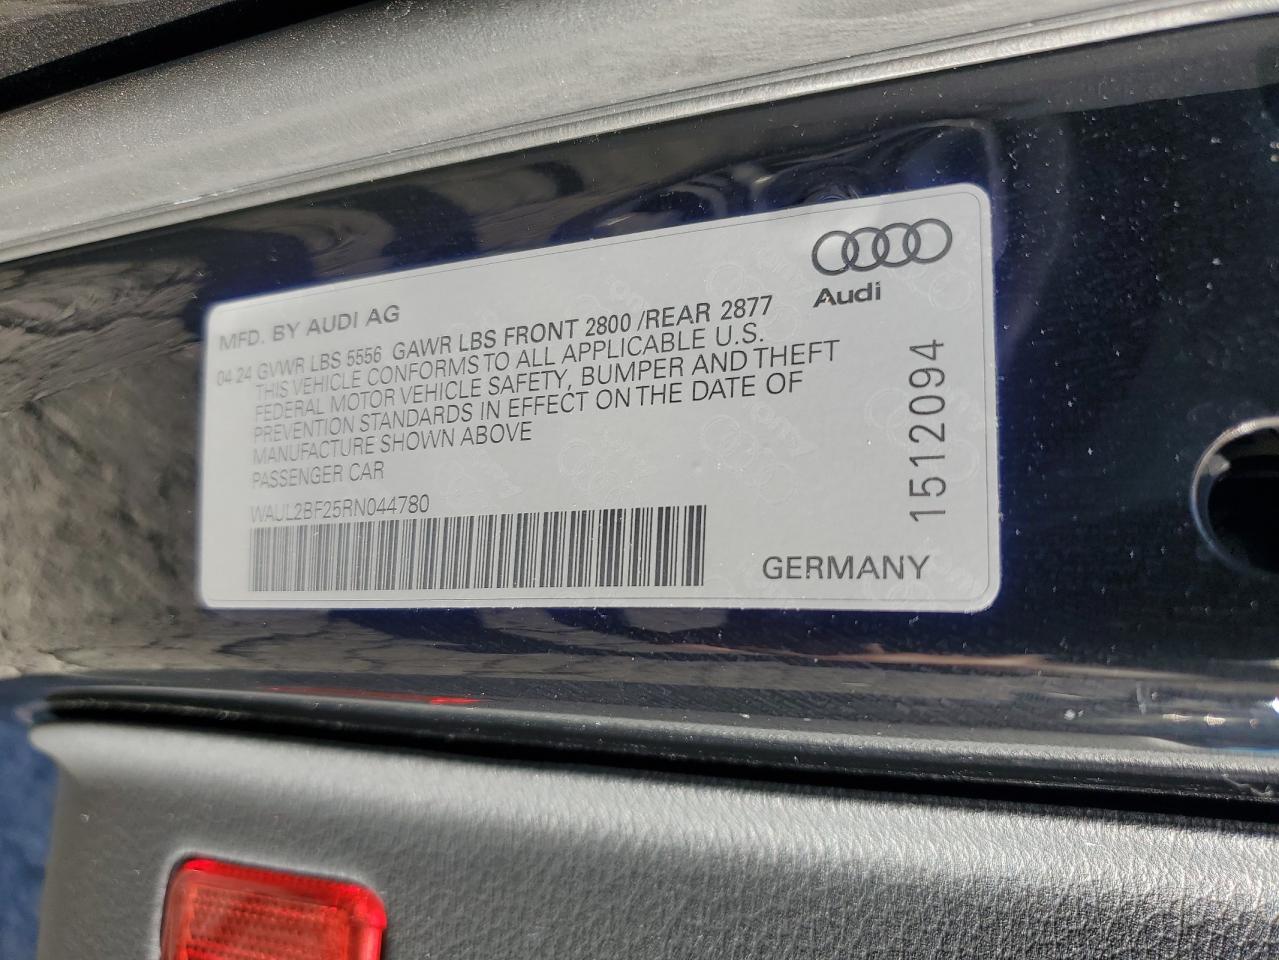 Audi
MFD. BY AUDI AG
04 24 GVWR LBS 5556 GAWR LBS FRONT 2800 /REAR 2877
THIS VEHICLE CONFORMS TO ALL APPLICABLE U.S.
FEDERAL MOTOR VEHICLE SAFETY, BUMPER AND THEFT
PREVENTION STANDARDS IN EFFECT ON THE DATE OF
MANUFACTURE SHOWN ABOVE
PASSENGER CAR
WAUL2BF25RN044780
1512094
GERMANY